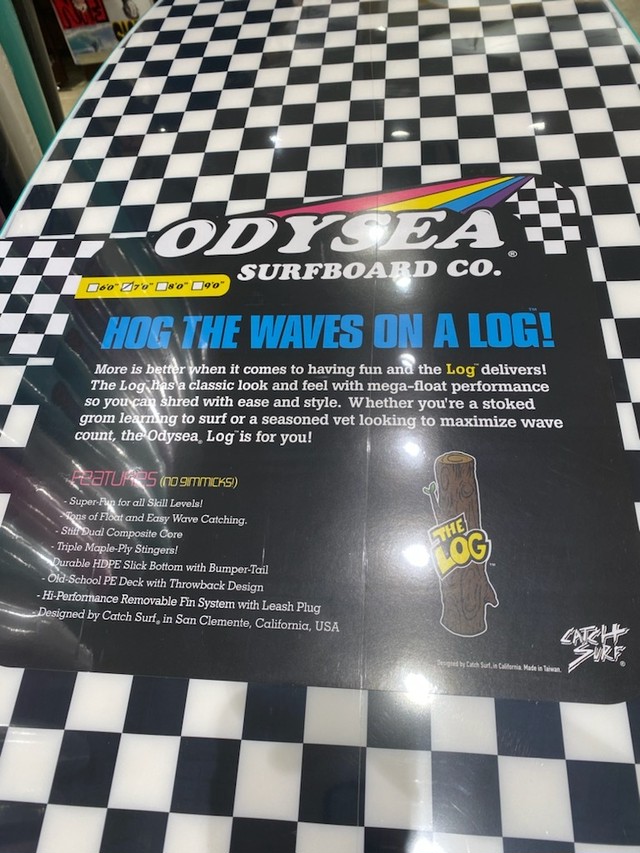 ODYSEA®
SURFBOARD CO.
6'0" 7'0" 8'0" 9'0"
HOG THE WAVES ON A LOG!™
More is better when it comes to having fun and the Log™ delivers!
The Log has a classic look and feel with mega-float performance
so you can shred with ease and style. Whether you're a stoked
grom learning to surf or a seasoned vet looking to maximize wave
count, the Odysea® Log™ is for you!
FEATURES (NO GIMMICKS!)
- Super-Fun for all Skill Levels!
- Tons of Float and Easy Wave Catching.
- Stiff Dual Composite Core
- Triple Maple-Ply Stingers!
- Durable HDPE Slick Bottom with Bumper-Tail
- Old-School PE Deck with Throwback Design
- Hi-Performance Removable Fin System with Leash Plug
- Designed by Catch Surf® in San Clemente, California, USA
THE
LOG™
Designed by Catch Surf, in California. Made in Taiwan.
CATCH
SURF®